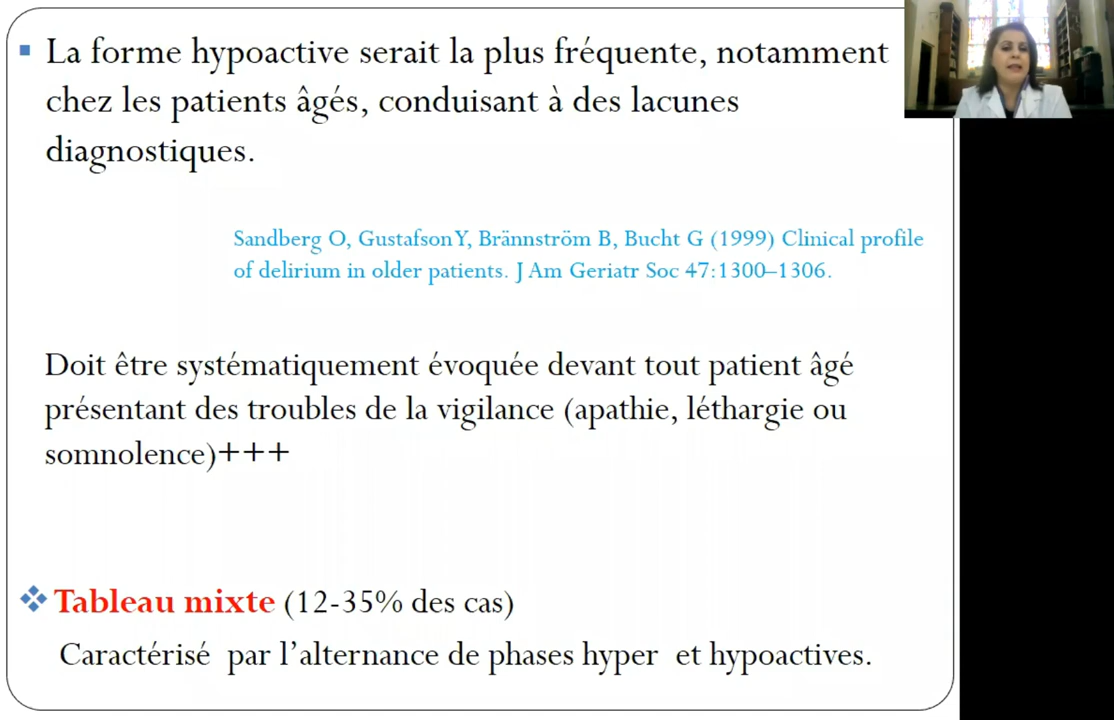 La forme hypoactive serait la plus fréquente, notamment
chez les patients âgés, conduisant à des lacunes
diagnostiques.
Sandberg O, Gustafson Y, Brännström B, Bucht G (1999) Clinical profile
of delirium in older patients. J Am Geriatr Soc 47:1300–1306.
Doit être systématiquement évoquée devant tout patient âgé
présentant des troubles de la vigilance (apathie, léthargie ou
somnolence)+++
Tableau mixte (12-35% des cas)
Caractérisé par l’alternance de phases hyper et hypoactives.